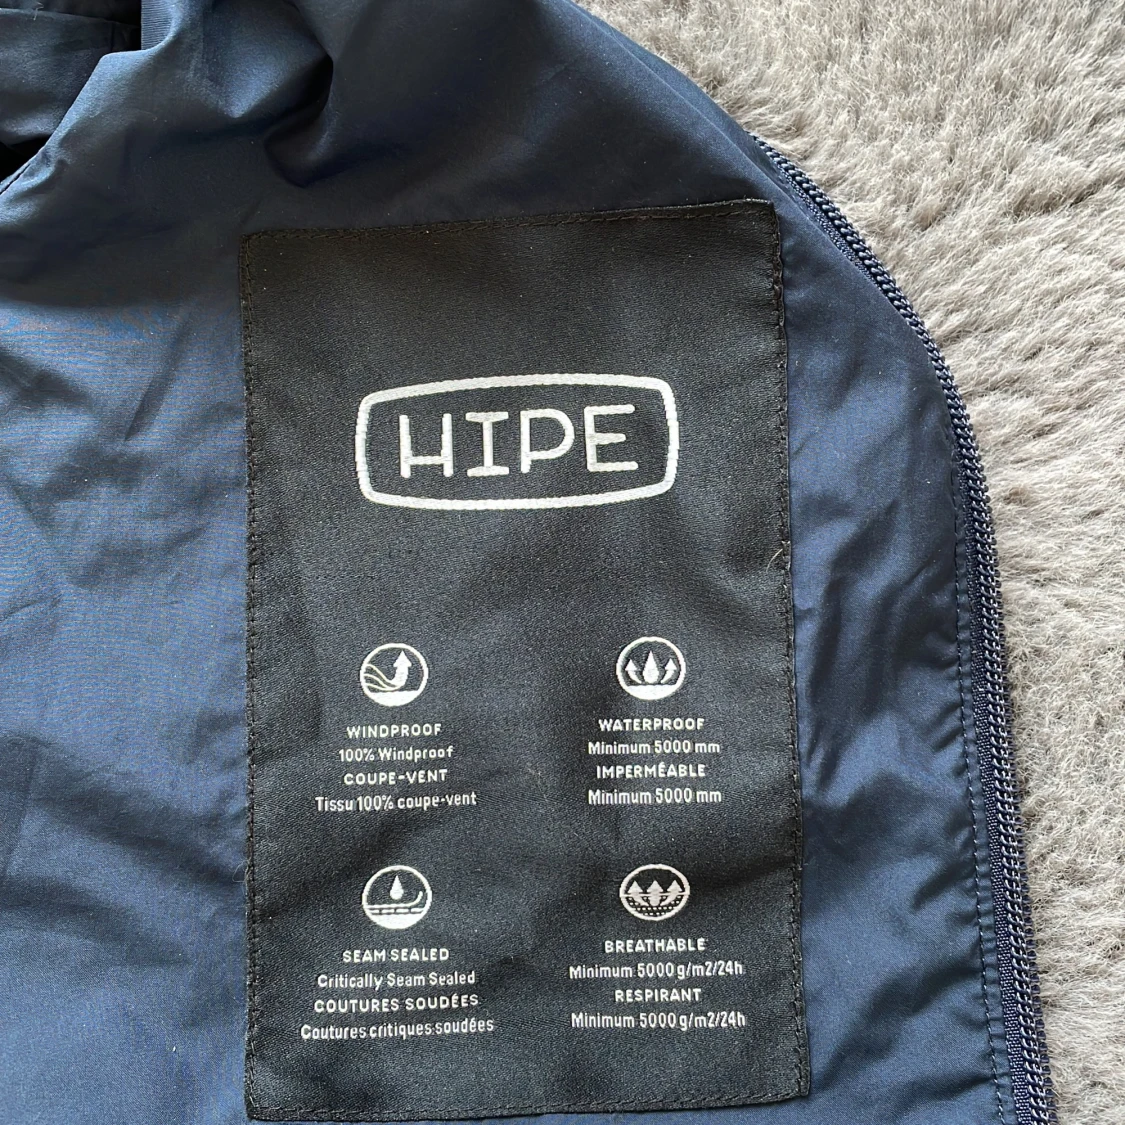 HIPE
WINDPROOF
100% Windproof
COUPE-VENT
Tissu 100% coupe-vent
WATERPROOF
Minimum 5000 mm
IMPERMÉABLE
Minimum 5000 mm
SEAM SEALED
Critically Seam Sealed
COUTURES SOUDÉES
Coutures critiques soudées
BREATHABLE
Minimum 5000 g/m2/24h
RESPIRANT
Minimum 5000 g/m2/24h